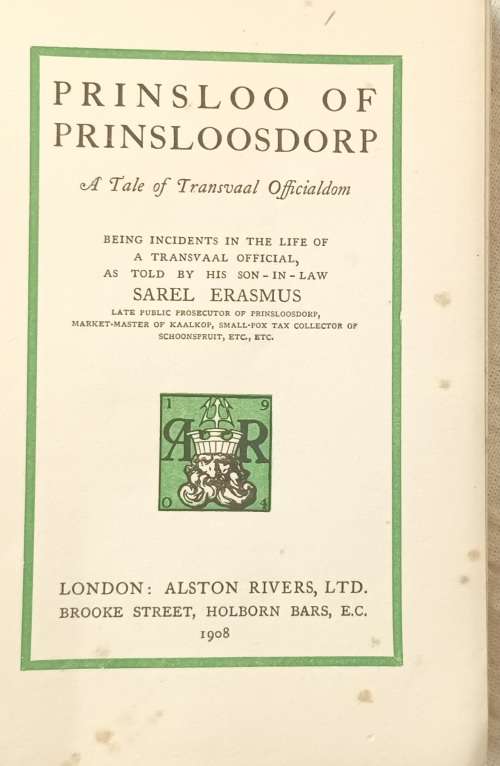 PRINSLOO OF
PRINSLOOSDORP
A Tale of Transvaal Officialdom
BEING INCIDENTS IN THE LIFE OF
A TRANSVAAL OFFICIAL,
AS TOLD BY HIS SON-IN-LAW
SAREL ERASMUS
LATE PUBLIC PROSECUTOR OF PRINSLOOSDORP,
MARKET-MASTER OF KAALKOP, SMALL-POX TAX COLLECTOR OF
SCHOONSPRUIT, ETC., ETC.
1 9
A R
0 4
LONDON: ALSTON RIVERS, LTD.
BROOKE STREET, HOLBORN BARS, E.C.
1908